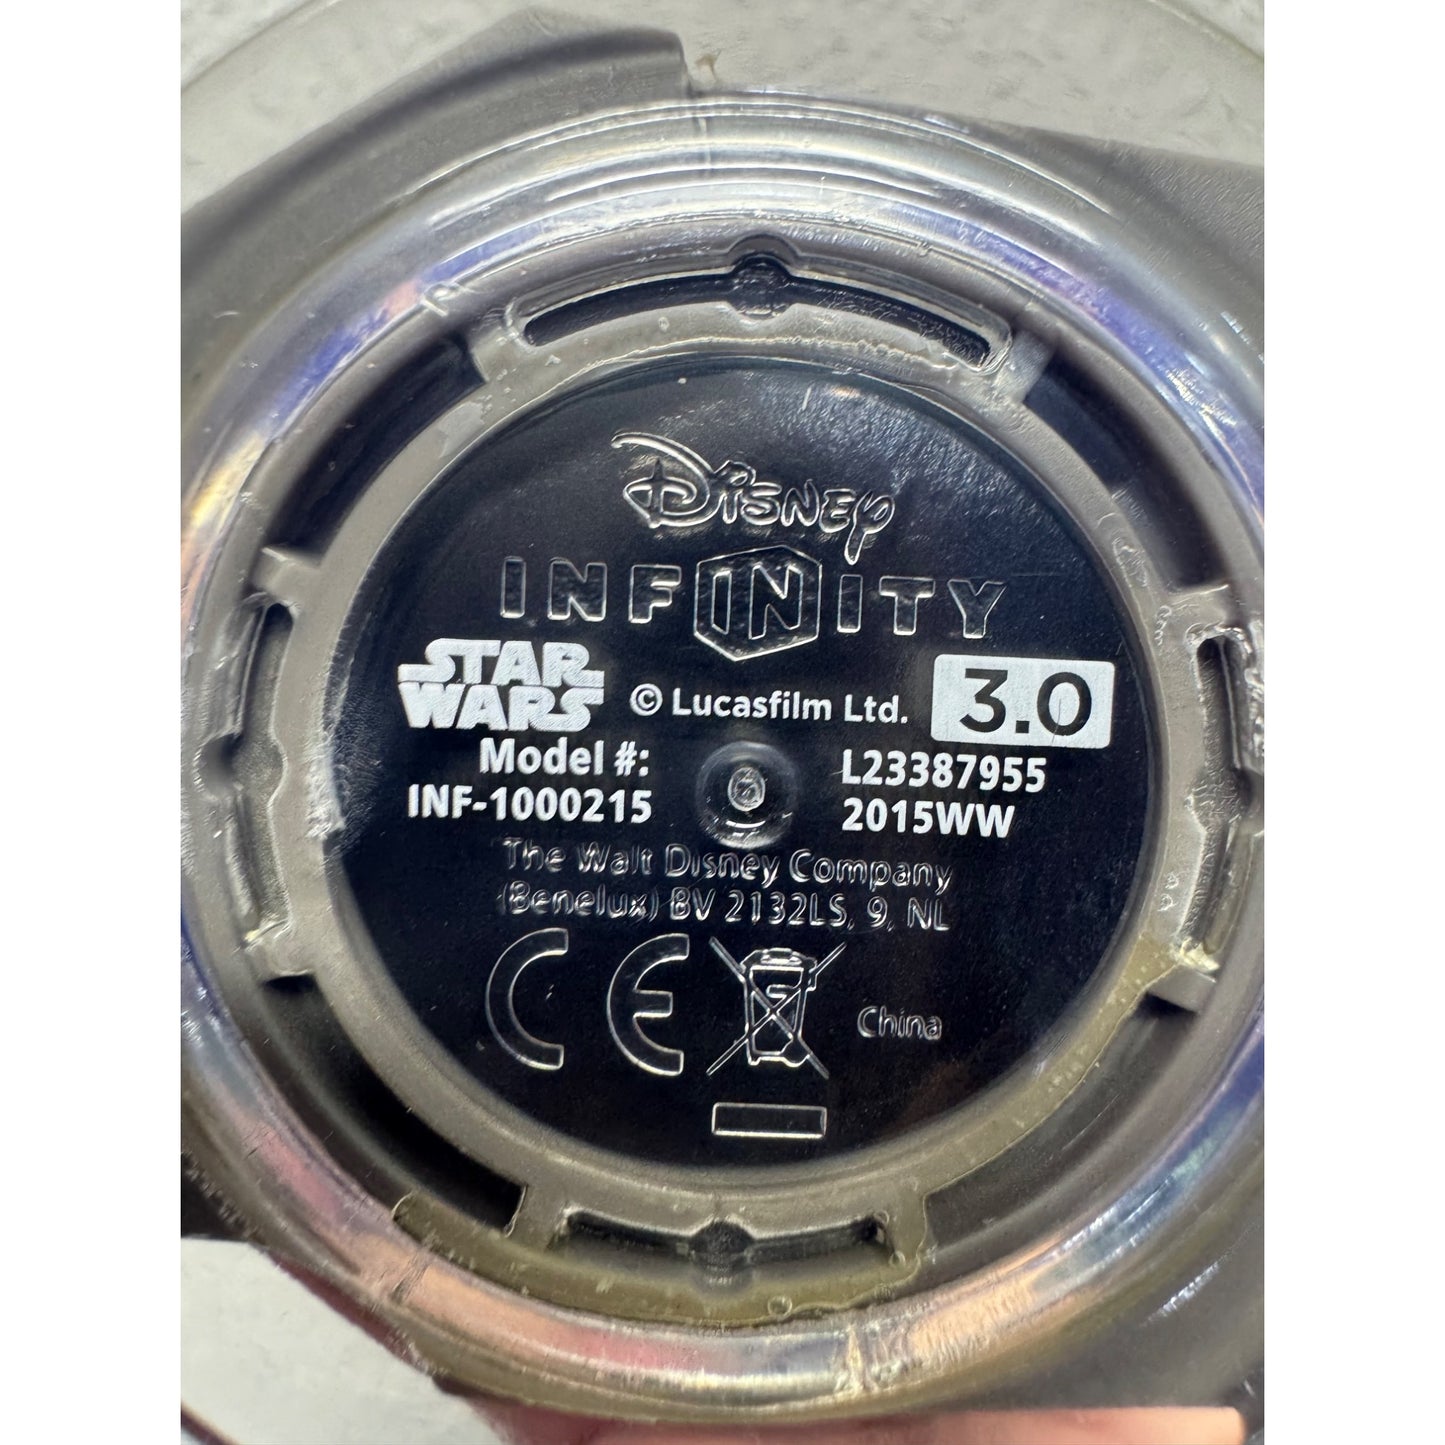 Disney
INFINITY
STAR WARS © Lucasfilm Ltd. 3.0
Model #: L23387955
INF-1000215 2015WW
The Walt Disney Company
(Benelux) BV 2132LS, 9, NL
CE China